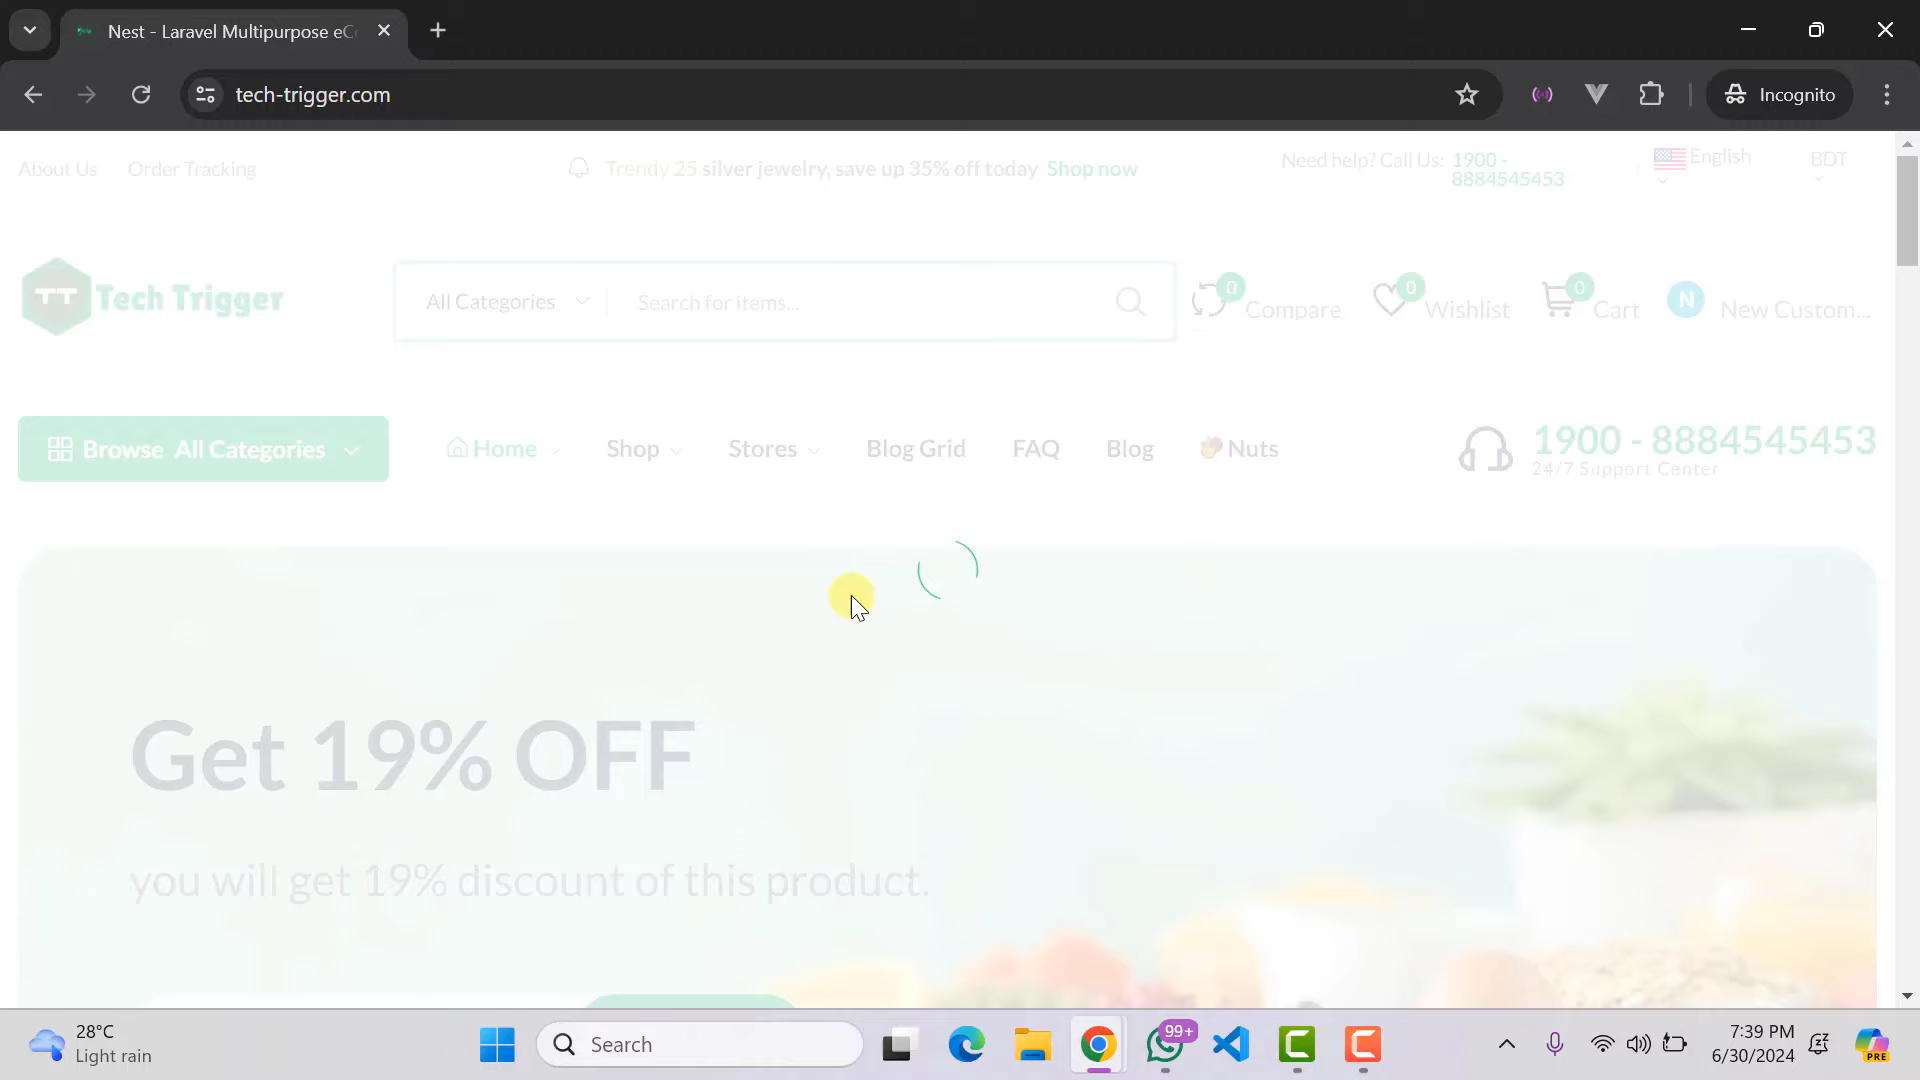 Nest - Laravel Multipurpose eCo
tech-trigger.com
Incognito
About Us
Order Tracking
Trendy 25 silver jewelry, save up 35% off today Shop now
Need help? Call Us: 1900 -
8884545453
English
BDT
TT Tech Trigger
All Categories
Search for items...
0
Compare
0
Wishlist
0
Cart
N
New Custom...
Browse All Categories
Home
Shop
Stores
Blog Grid
FAQ
Blog
Nuts
1900 - 8884545453
24/7 Support Center
Get 19% OFF
you will get 19% discount of this product.
28°C
Light rain
Search
99+
7:39 PM
6/30/2024
PRE